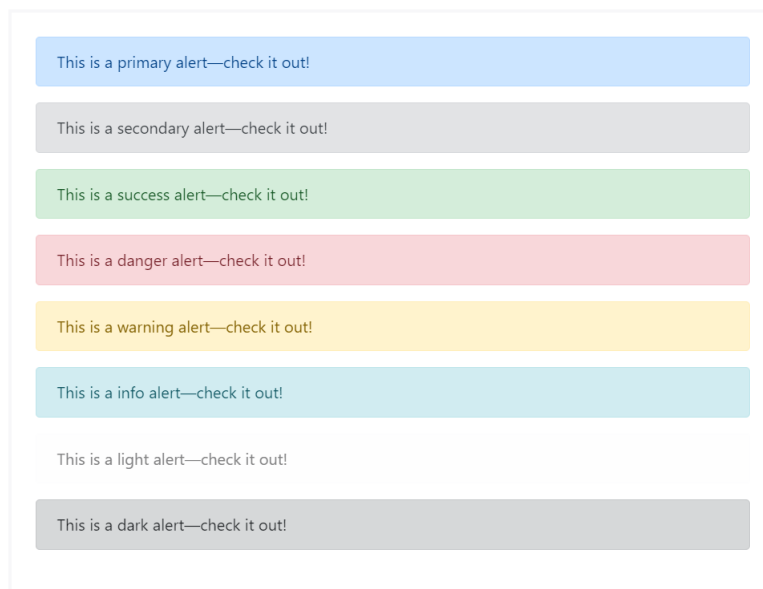 This is a primary alert—check it out!
This is a secondary alert—check it out!
This is a success alert—check it out!
This is a danger alert—check it out!
This is a warning alert—check it out!
This is a info alert—check it out!
This is a light alert—check it out!
This is a dark alert—check it out!